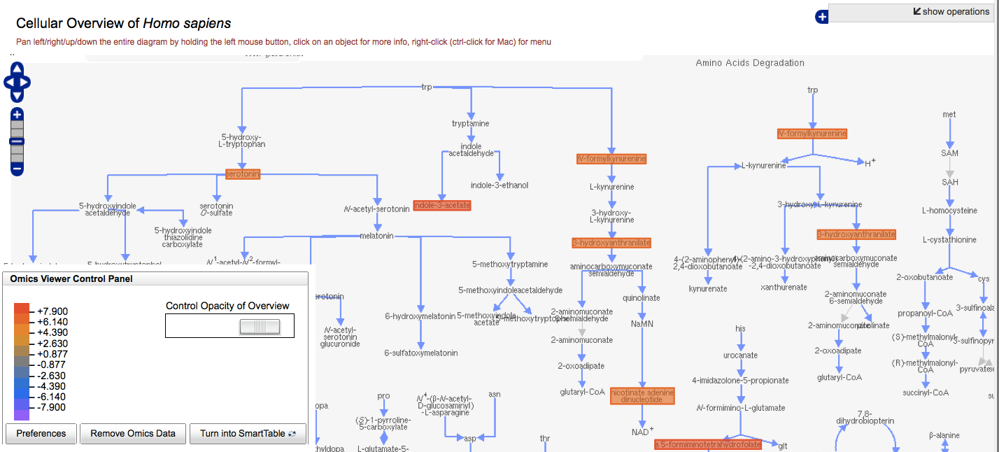 show operations
Cellular Overview of Homo sapiens
Pan left/right/up/down the entire diagram by holding the left mouse button, click on an object for more info, right-click (ctrl-click for Mac) for menu
Amino Acids Degradation
trp
trp
met
tryptamine
N-formylkynurenine
5-hydroxy-
L-tryptophan
indole
acetaldehyde
SAM
N-formylkynurenine
L-kynurenine
H+
serotonin
SAH
indole-3-ethanol
L-kynurenine
5-hydroxyindole
acetaldehyde
serotonin
O-sulfate
N-acetyl-serotonin
indole-3-acetate
3-hydroxy-
L-kynurenine
3-hydroxy-L-kynurenine
L-homocysteine
5-hydroxyindole
thiazolidine
carboxylate
melatonin
3-hydroxyanthranilate
3-hydroxyanthranilate
L-cystathionine
N1-acetyl-N2-formyl-
5-methoxytryptamine
aminocarboxymuconate
semialdehyde
4-(2-aminophenyl)-
2,4-dioxobutanoate
4-(2-amino-3-hydroxyphenyl)
-2,4-dioxobutanoate
aminocarboxymuconate
semialdehyde
Omics Viewer Control Panel
5-methoxyindoleacetaldehyde
kynurenate
xanthurenate
2-oxobutanoate
cys
quinolinate
2-aminomuconate
6-semialdehyde
+7.900
+6.140
+4.390
+2.630
+0.877
-0.877
-2.630
-4.390
-6.140
-7.900
Control Opacity of Overview
6-hydroxymelatonin
5-methoxyindole
acetate
5-methoxytryptophol
2-aminomuconate
6-semialdehyde
NaMN
his
2-aminomuconate
picolinate
propanoyl-CoA
N-acetyl-
serotonin
glucuronide
2-aminomuconate
2-oxoadipate
(S)-methylmalonyl-
CoA
6-sulfatoxymelatonin
urocanate
2-oxoadipate
4-imidazolone-5-propionate
glutaryl-CoA
(R)-methylmalonyl-
CoA
glutaryl-CoA
nicotinate adenine
dinucleotide
succinyl-CoA
pro
N4-(β-N-acetyl-
D-glucosaminyl)
-L-asparagine
asn
N-formimino-L-glutamate
(S)-1-pyrroline-
5-carboxylate
NAD+
7,8-
dihydrobiopterin
Preferences
Remove Omics Data
Turn into SmartTable
asp
thr
a 5-formiminotetrahydrofolate
glt
β-alanine
L-glutamate-5-